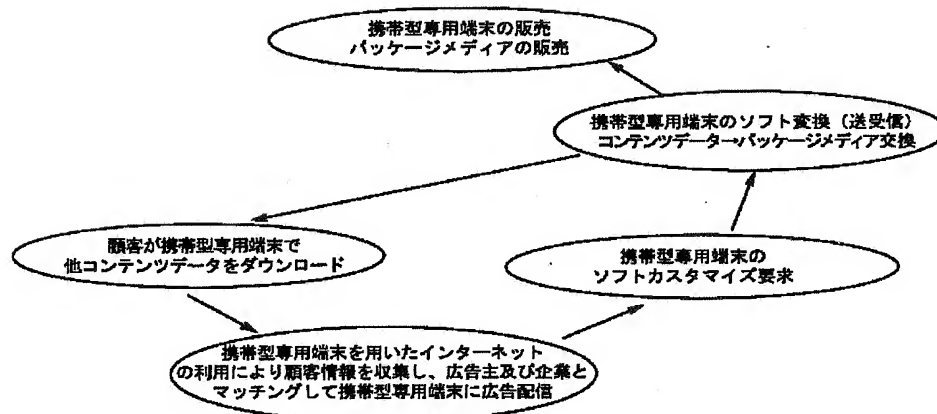 携帯型専用端末の販売
パッケージメディアの販売
携帯型専用端末のソフト変換（送受信）
コンテンツデータ→パッケージメディア交換
顧客が携帯型専用端末で
他コンテンツデータをダウンロード
携帯型専用端末の
ソフトカスタマイズ要求
携帯型専用端末を用いたインターネット
の利用により顧客情報を収集し、広告主及び企業と
マッチングして携帯型専用端末に広告配信